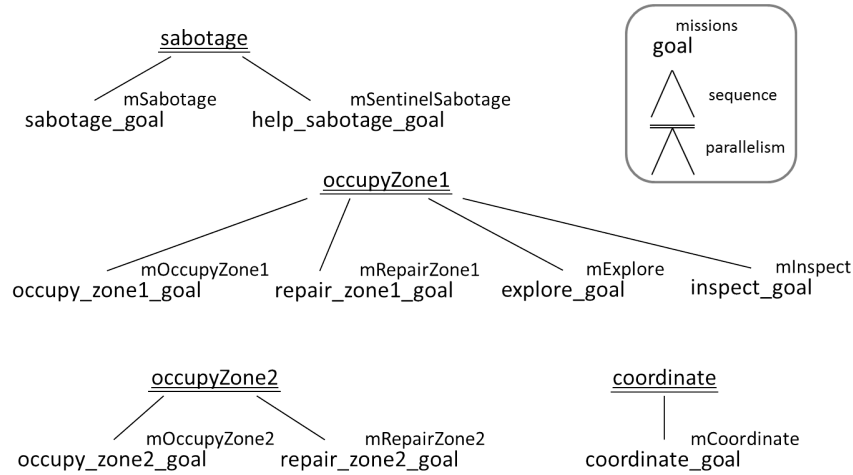 missions
goal
sequence
parallelism
sabotage
mSabotage
sabotage_goal
mSentinelSabotage
help_sabotage_goal
occupyZone1
mOccupyZone1
occupy_zone1_goal
mRepairZone1
repair_zone1_goal
mExplore
explore_goal
mInspect
inspect_goal
occupyZone2
mOccupyZone2
occupy_zone2_goal
mRepairZone2
repair_zone2_goal
coordinate
mCoordinate
coordinate_goal